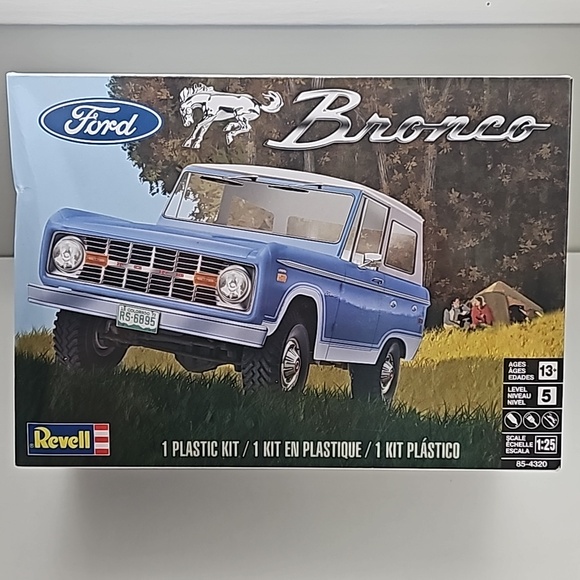 Ford
Bronco
COLORADO
RS-6895
Revell
1 PLASTIC KIT / 1 KIT EN PLASTIQUE / 1 KIT PLÁSTICO
AGES
ÂGES
EDADES
13+
LEVEL
NIVEAU
NIVEL
5
SCALE
ÉCHELLE
ESCALA
1:25
85-4320